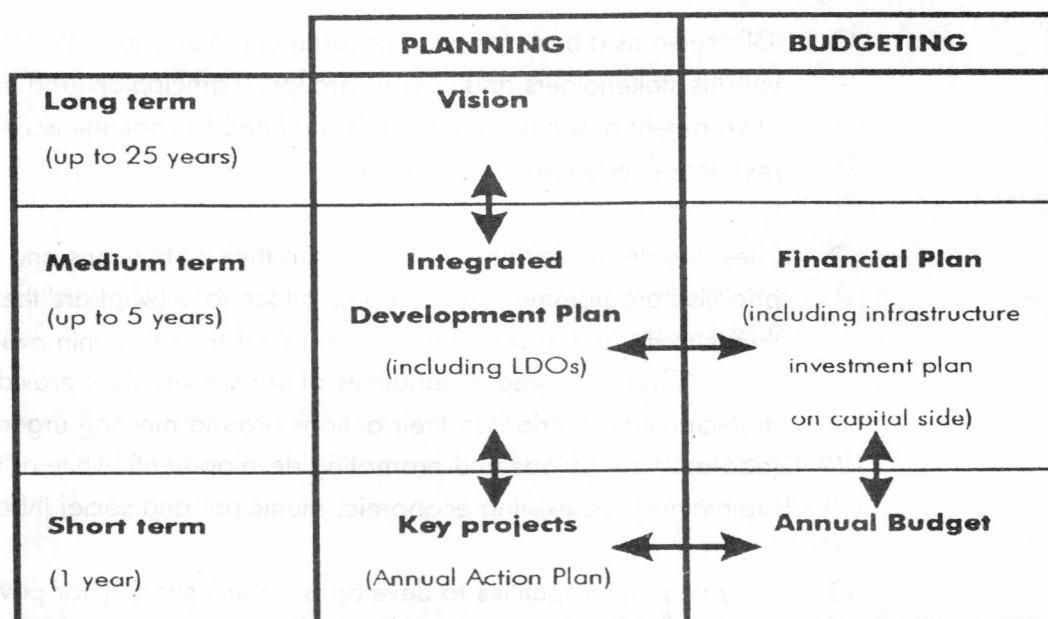 PLANNING BUDGETING
Long term Vision
(up to 25 years)
Medium term Integrated Financial Plan
(up to 5 years) Development Plan (including infrastructure
(including LDOs) investment plan
on capital side)
Short term Key projects Annual Budget
(1 year) (Annual Action Plan)